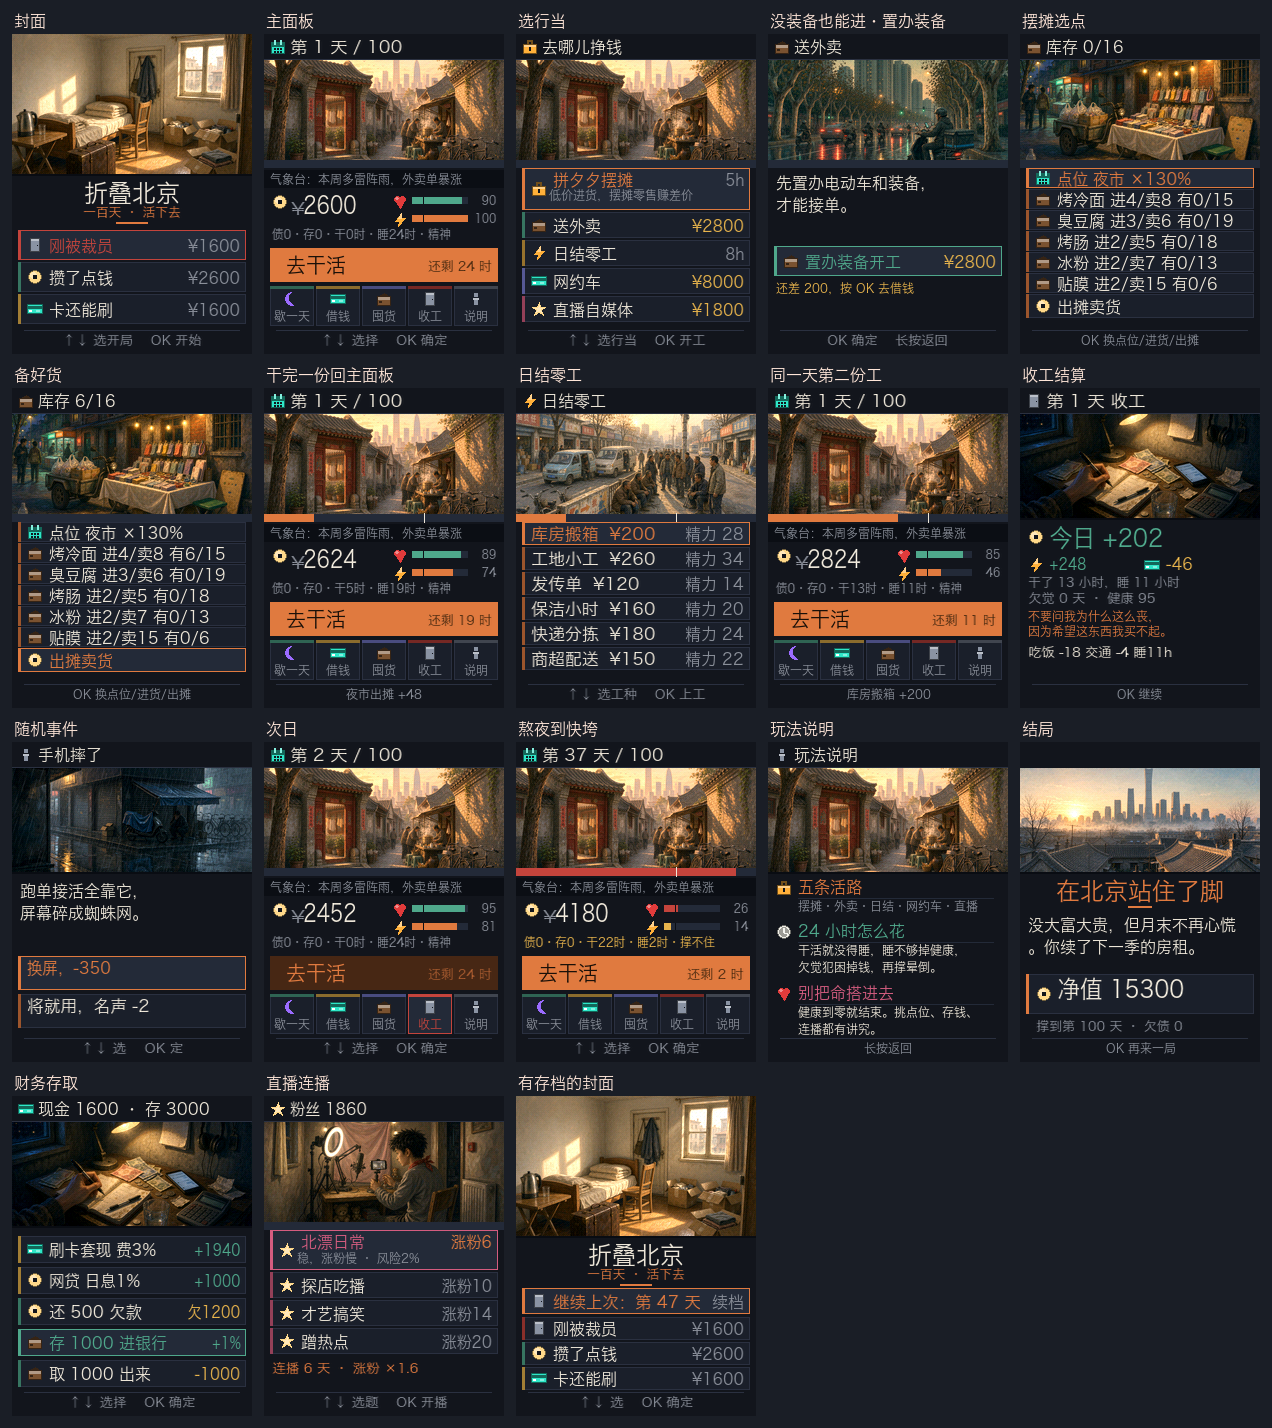 封面
折叠北京
一百天 · 活下去
刚被裁员 ¥1600
攒了点钱 ¥2600
卡还能刷 ¥1600
↑↓ 选开局 OK 开始
主面板
第 1 天 / 100
气象台: 本周多雷阵雨, 外卖单暴涨
¥2600 90
100
债0 · 存0 · 干0时 · 睡24时 · 精神
去干活 还剩 24 时
歇一天 借钱 囤货 收工 说明
↑↓ 选择 OK 确定
选行当
去哪儿挣钱
拼夕夕摆摊 5h
低价进货, 摆摊零售赚差价
送外卖 ¥2800
日结零工 8h
网约车 ¥8000
直播自媒体 ¥1800
↑↓ 选行当 OK 开工
没装备也能进 · 置办装备
送外卖
先置办电动车和装备,
才能接单。
置办装备开工 ¥2800
还差 200, 按 OK 去借钱
OK 确定 长按返回
摆摊选点
库存 0/16
点位 夜市 ×130%
烤冷面 进4/卖8 有0/15
臭豆腐 进3/卖6 有0/19
烤肠 进2/卖5 有0/18
冰粉 进2/卖7 有0/13
贴膜 进2/卖15 有0/6
出摊卖货
OK 换点位/进货/出摊
备好货
库存 6/16
点位 夜市 ×130%
烤冷面 进4/卖8 有6/15
臭豆腐 进3/卖6 有0/19
烤肠 进2/卖5 有0/18
冰粉 进2/卖7 有0/13
贴膜 进2/卖15 有0/6
出摊卖货
OK 换点位/进货/出摊
干完一份回主面板
第 1 天 / 100
气象台: 本周多雷阵雨, 外卖单暴涨
¥2624 89
74
债0 · 存0 · 干5时 · 睡19时 · 精神
去干活 还剩 19 时
歇一天 借钱 囤货 收工 说明
夜市出摊 +48
日结零工
日结零工
库房搬箱 ¥200 精力 28
工地小工 ¥260 精力 34
发传单 ¥120 精力 14
保洁小时 ¥160 精力 20
快递分拣 ¥180 精力 24
商超配送 ¥150 精力 22
↑↓ 选工种 OK 上工
同一天第二份工
第 1 天 / 100
气象台: 本周多雷阵雨, 外卖单暴涨
¥2824 85
46
债0 · 存0 · 干13时 · 睡11时 · 精神
去干活 还剩 11 时
歇一天 借钱 囤货 收工 说明
库房搬箱 +200
收工结算
第 1 天 收工
今日 +202
+248 -46
干了 13 小时, 睡 11 小时
欠觉 0 天 · 健康 95
不要问我为什么这么丧,
因为希望这东西我买不起。
吃饭 -18 交通 -4 睡11h
OK 继续
随机事件
手机摔了
跑单接活全靠它,
屏幕碎成蜘蛛网。
换屏, -350
将就用, 名声 -2
↑↓ 选 OK 定
次日
第 2 天 / 100
气象台: 本周多雷阵雨, 外卖单暴涨
¥2452 95
81
债0 · 存0 · 干0时 · 睡24时 · 精神
去干活 还剩 24 时
歇一天 借钱 囤货 收工 说明
↑↓ 选择 OK 确定
熬夜到快垮
第 37 天 / 100
气象台: 本周多雷阵雨, 外卖单暴涨
¥4180 26
14
债0 · 存0 · 干22时 · 睡2时 · 撑不住
去干活 还剩 2 时
歇一天 借钱 囤货 收工 说明
↑↓ 选择 OK 确定
玩法说明
玩法说明
五条活路
摆摊 · 外卖 · 日结 · 网约车 · 直播
24 小时怎么花
干活就没得睡, 睡不够掉健康,
欠觉犯困掉钱, 再撑晕倒。
别把命搭进去
健康到零就结束。挑点位、存钱、
连播都有讲究。
长按返回
结局
在北京站住了脚
没大富大贵, 但月末不再心慌
。你续了下一季的房租。
净值 15300
撑到第 100 天 · 欠债 0
OK 再来一局
财务存取
现金 1600 · 存 3000
刷卡套现 费3% +1940
网贷 日息1% +1000
还 500 欠款 欠1200
存 1000 进银行 +1%
取 1000 出来 -1000
↑↓ 选择 OK 确定
直播连播
粉丝 1860
北漂日常 涨粉6
稳, 涨粉慢 · 风险2%
探店吃播 涨粉10
才艺搞笑 涨粉14
蹭热点 涨粉20
连播 6 天 · 涨粉 ×1.6
↑↓ 选题 OK 开播
有存档的封面
折叠北京
一百天 · 活下去
继续上次: 第 47 天 续档
刚被裁员 ¥1600
攒了点钱 ¥2600
卡还能刷 ¥1600
↑↓ 选 OK 确定